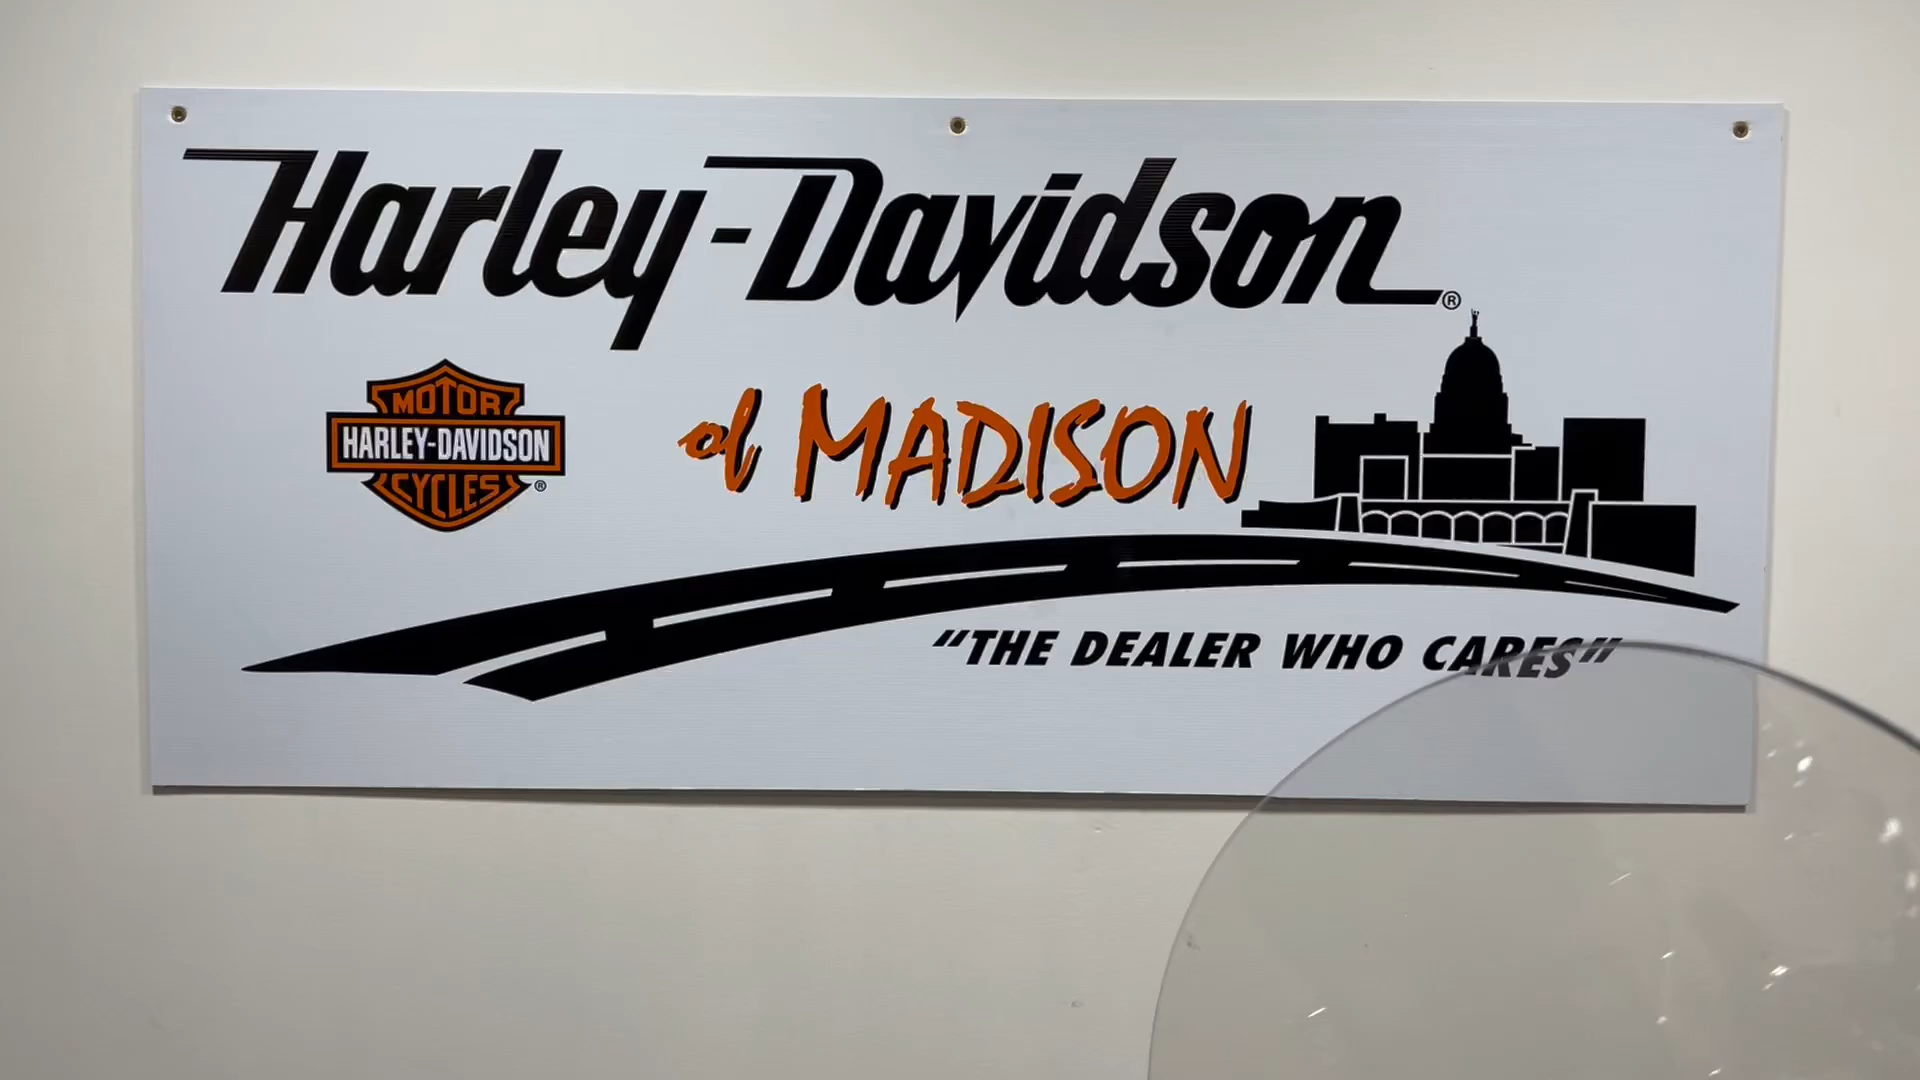 Harley-Davidson®
MOTOR
HARLEY-DAVIDSON
CYCLES®
of MADISON
"THE DEALER WHO CARES"